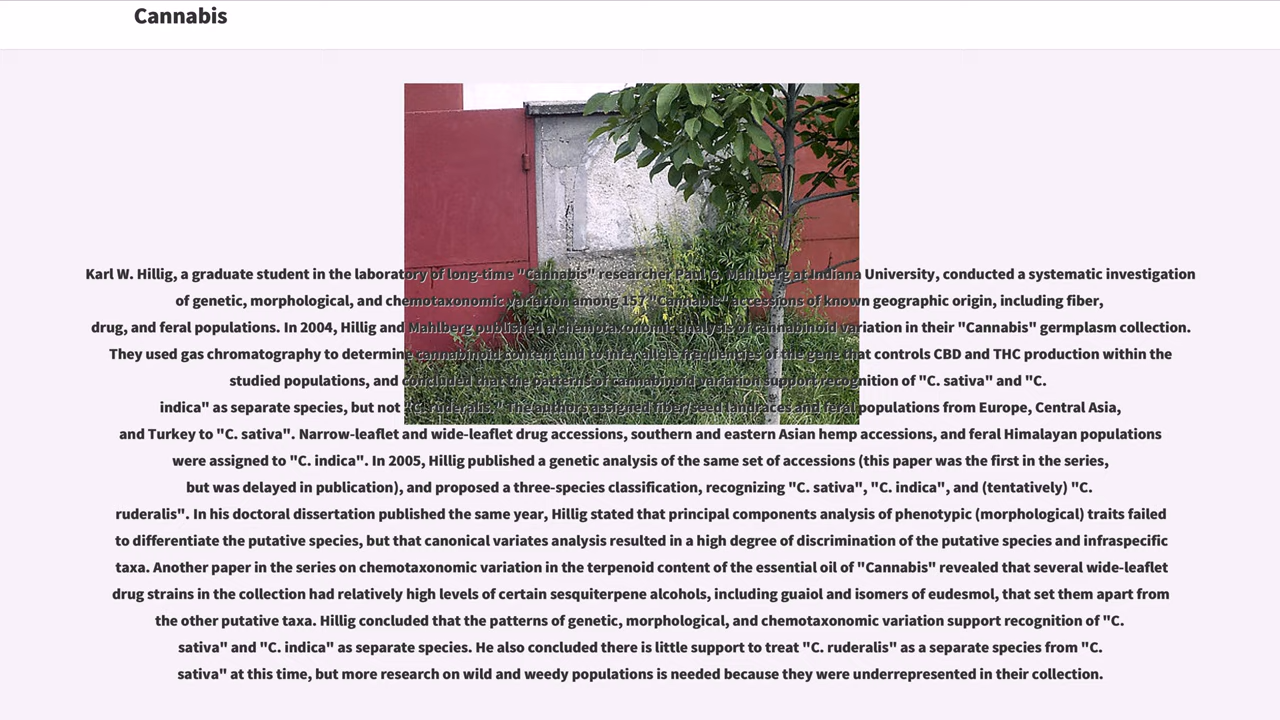 Cannabis
Karl W. Hillig, a graduate student in the laboratory of long-time "Cannabis" researcher Paul G. Mahlberg at Indiana University, conducted a systematic investigation
of genetic, morphological, and chemotaxonomic variation among 157 "Cannabis" accessions of known geographic origin, including fiber,
drug, and feral populations. In 2004, Hillig and Mahlberg published a chemotaxonomic analysis of cannabinoid variation in their "Cannabis" germplasm collection.
They used gas chromatography to determine cannabinoid content and to infer allele frequencies of the gene that controls CBD and THC production within the
studied populations, and concluded that the patterns of cannabinoid variation support recognition of "C. sativa" and "C.
indica" as separate species, but not "C. ruderalis." The authors assigned fiber/seed landraces and feral populations from Europe, Central Asia,
and Turkey to "C. sativa". Narrow-leaflet and wide-leaflet drug accessions, southern and eastern Asian hemp accessions, and feral Himalayan populations
were assigned to "C. indica". In 2005, Hillig published a genetic analysis of the same set of accessions (this paper was the first in the series,
but was delayed in publication), and proposed a three-species classification, recognizing "C. sativa", "C. indica", and (tentatively) "C.
ruderalis". In his doctoral dissertation published the same year, Hillig stated that principal components analysis of phenotypic (morphological) traits failed
to differentiate the putative species, but that canonical variates analysis resulted in a high degree of discrimination of the putative species and infraspecific
taxa. Another paper in the series on chemotaxonomic variation in the terpenoid content of the essential oil of "Cannabis" revealed that several wide-leaflet
drug strains in the collection had relatively high levels of certain sesquiterpene alcohols, including guaiol and isomers of eudesmol, that set them apart from
the other putative taxa. Hillig concluded that the patterns of genetic, morphological, and chemotaxonomic variation support recognition of "C.
sativa" and "C. indica" as separate species. He also concluded there is little support to treat "C. ruderalis" as a separate species from "C.
sativa" at this time, but more research on wild and weedy populations is needed because they were underrepresented in their collection.